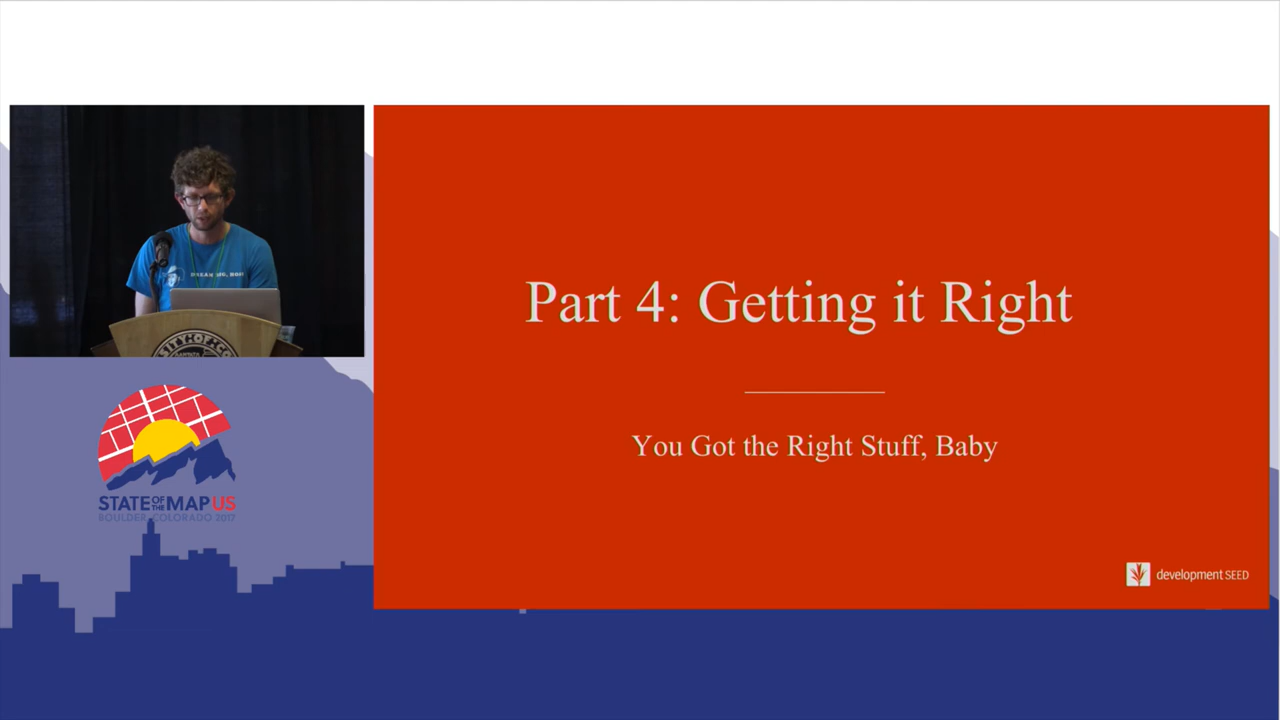 Part 4: Getting it Right
You Got the Right Stuff, Baby
development SEED
STATE OF THE MAP US
BOULDER, COLORADO 2017